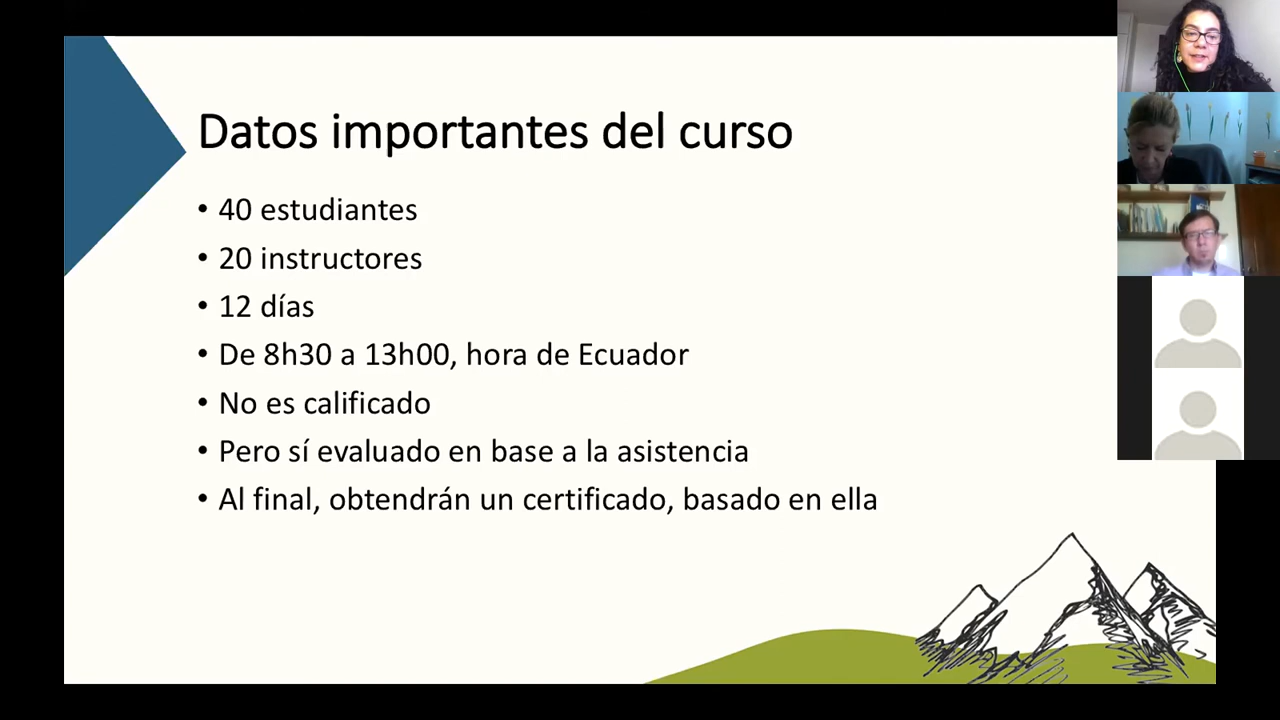 Datos importantes del curso
• 40 estudiantes
• 20 instructores
• 12 días
• De 8h30 a 13h00, hora de Ecuador
• No es calificado
• Pero sí evaluado en base a la asistencia
• Al final, obtendrán un certificado, basado en ella